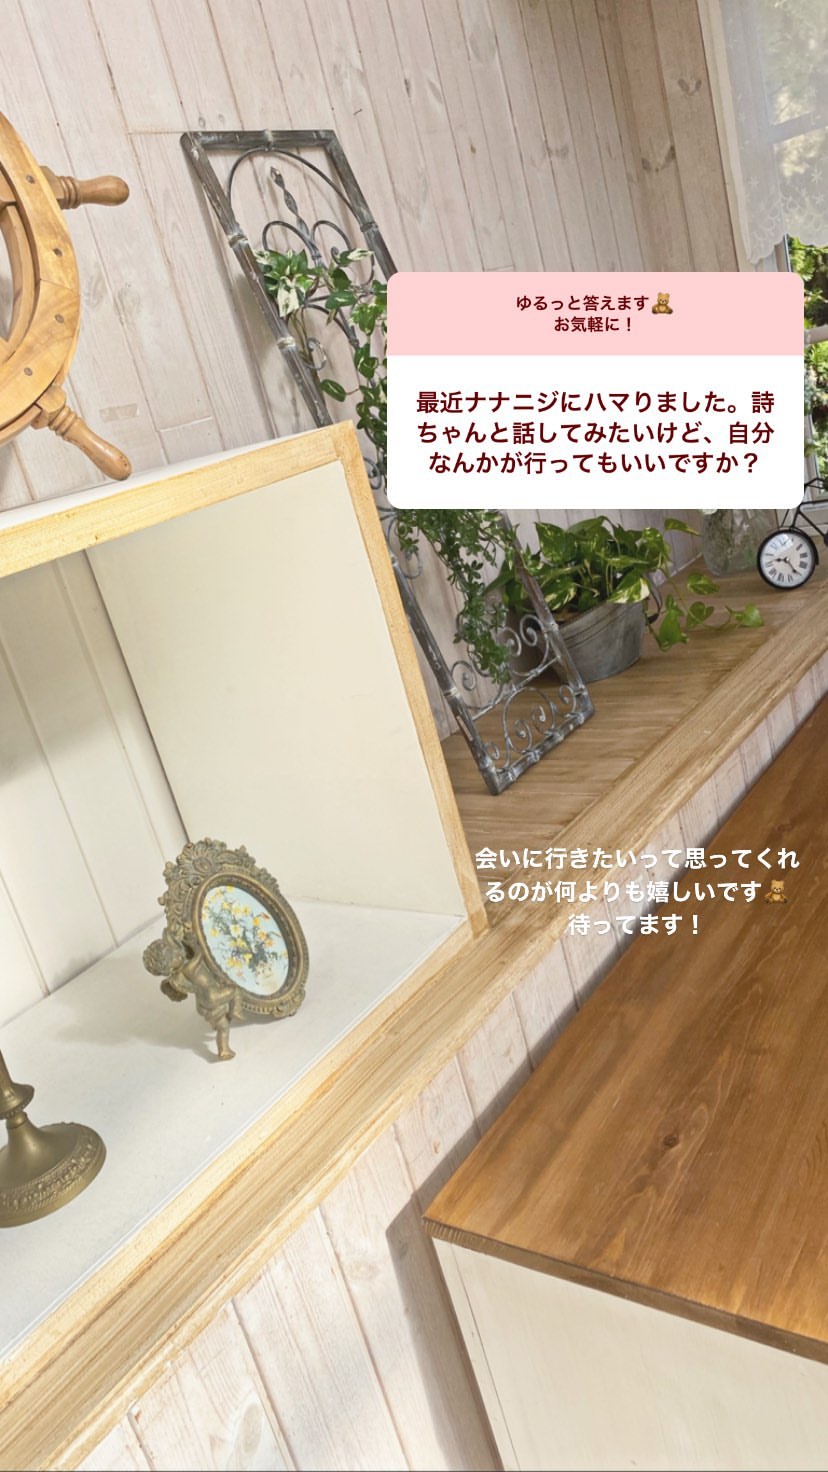 ゆるっと答えます🧸
お気軽に！
最近ナナニジにハマりました。詩
ちゃんと話してみたいけど、自分
なんかが行ってもいいですか？
会いに行きたいって思ってくれ
るのが何よりも嬉しいです🧸
待ってます！